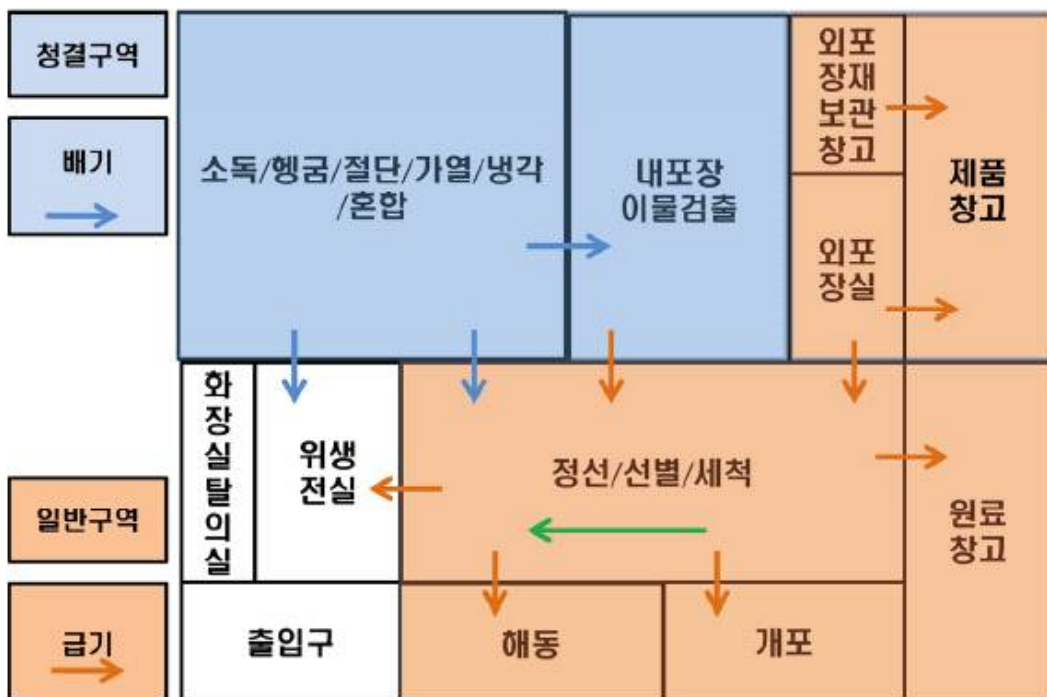 청결구역
배기
소독/헹굼/절단/가열/냉각
/혼합
내포장
이물검출
외포
장재
보관
창고
제품
창고
외포
장실
화
장
실
탈
의
실
위생
전실
정선/선별/세척
원료
창고
일반구역
급기
출입구
해동
개포